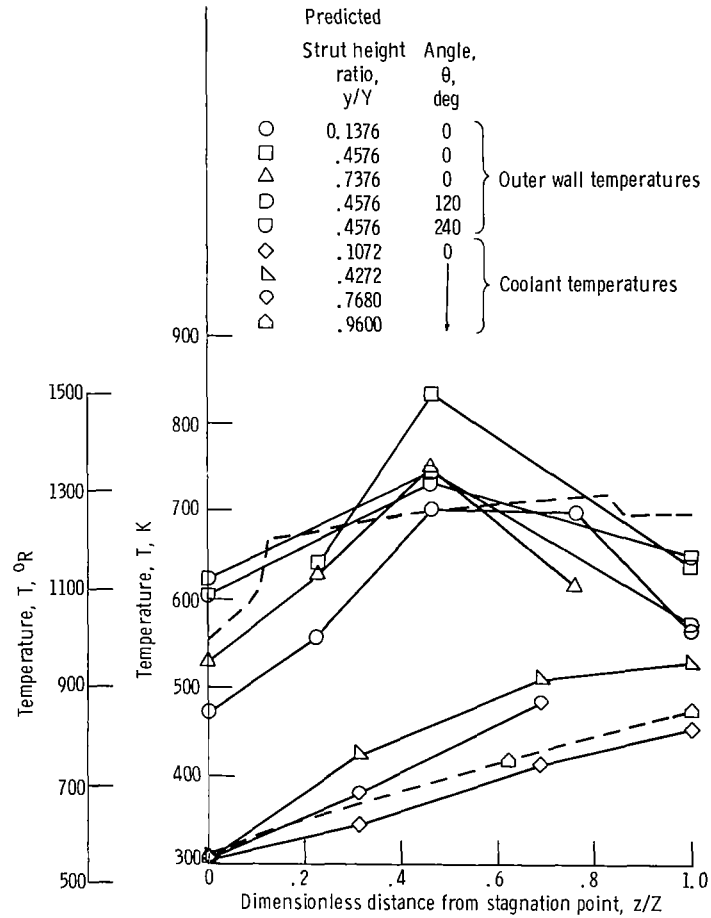 Predicted
Strut height Angle,
ratio, θ,
y/Y deg
0.1376 0
.4576 0
.7376 0
.4576 120
.4576 240
Outer wall temperatures
.1072 0
.4272
.7680
.9600
Coolant temperatures
900
800
700
600
500
400
300
Temperature, T, K
1500
1300
1100
900
700
500
Temperature, T, °R
0 .2 .4 .6 .8 1.0
Dimensionless distance from stagnation point, z/Z